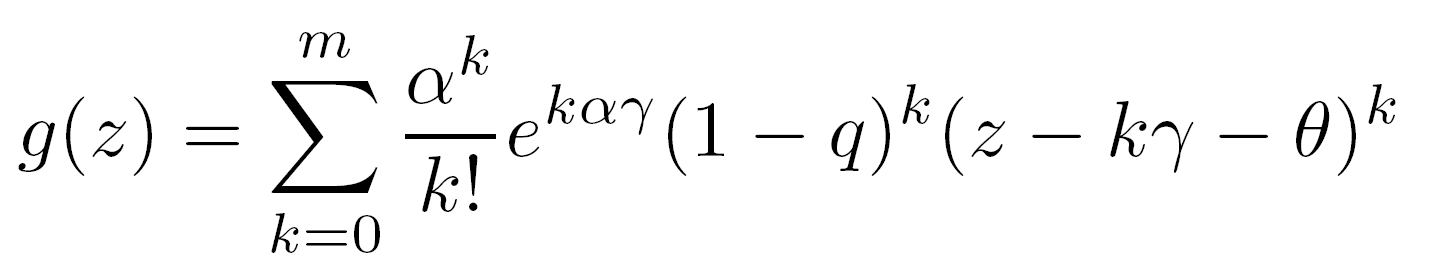 g(z) = \sum_{k=0}^{m} \frac{\alpha^k}{k!} e^{k\alpha\gamma}(1 - q)^k(z - k\gamma - \theta)^k